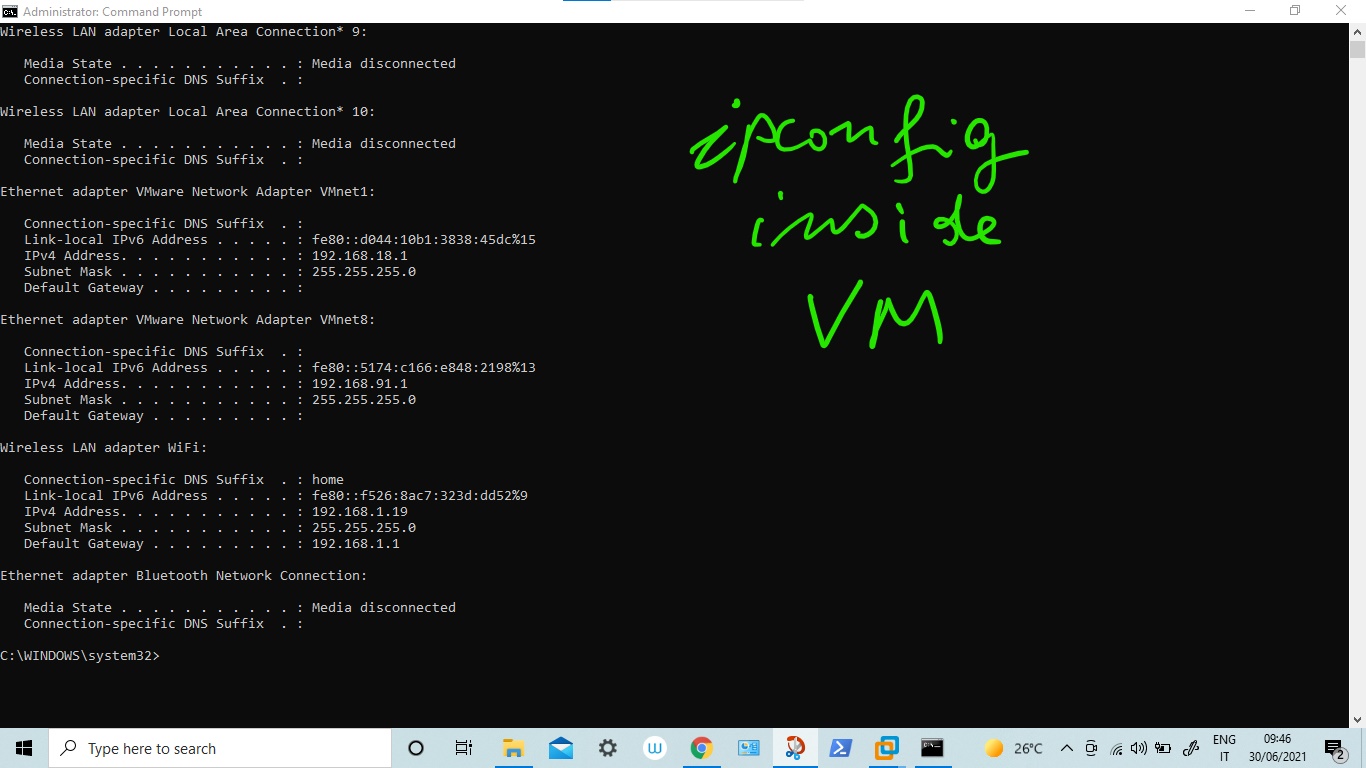 Administrator: Command Prompt
Wireless LAN adapter Local Area Connection* 9:
Media State . . . . . . . . . . . : Media disconnected
Connection-specific DNS Suffix  . :
Wireless LAN adapter Local Area Connection* 10:
Media State . . . . . . . . . . . : Media disconnected
Connection-specific DNS Suffix  . :
Ethernet adapter VMware Network Adapter VMnet1:
Connection-specific DNS Suffix  . :
Link-local IPv6 Address . . . . . : fe80::d044:10b1:3838:45dc%15
IPv4 Address. . . . . . . . . . . : 192.168.18.1
Subnet Mask . . . . . . . . . . . : 255.255.255.0
Default Gateway . . . . . . . . . :
Ethernet adapter VMware Network Adapter VMnet8:
Connection-specific DNS Suffix  . :
Link-local IPv6 Address . . . . . : fe80::5174:c166:e848:2198%13
IPv4 Address. . . . . . . . . . . : 192.168.91.1
Subnet Mask . . . . . . . . . . . : 255.255.255.0
Default Gateway . . . . . . . . . :
Wireless LAN adapter WiFi:
Connection-specific DNS Suffix  . : home
Link-local IPv6 Address . . . . . : fe80::f526:8ac7:323d:dd52%9
IPv4 Address. . . . . . . . . . . : 192.168.1.19
Subnet Mask . . . . . . . . . . . : 255.255.255.0
Default Gateway . . . . . . . . . : 192.168.1.1
Ethernet adapter Bluetooth Network Connection:
Media State . . . . . . . . . . . : Media disconnected
Connection-specific DNS Suffix  . :
C:\WINDOWS\system32>
ipconfig
inside
VM
Type here to search
26°C
ENG
IT
09:46
30/06/2021
2